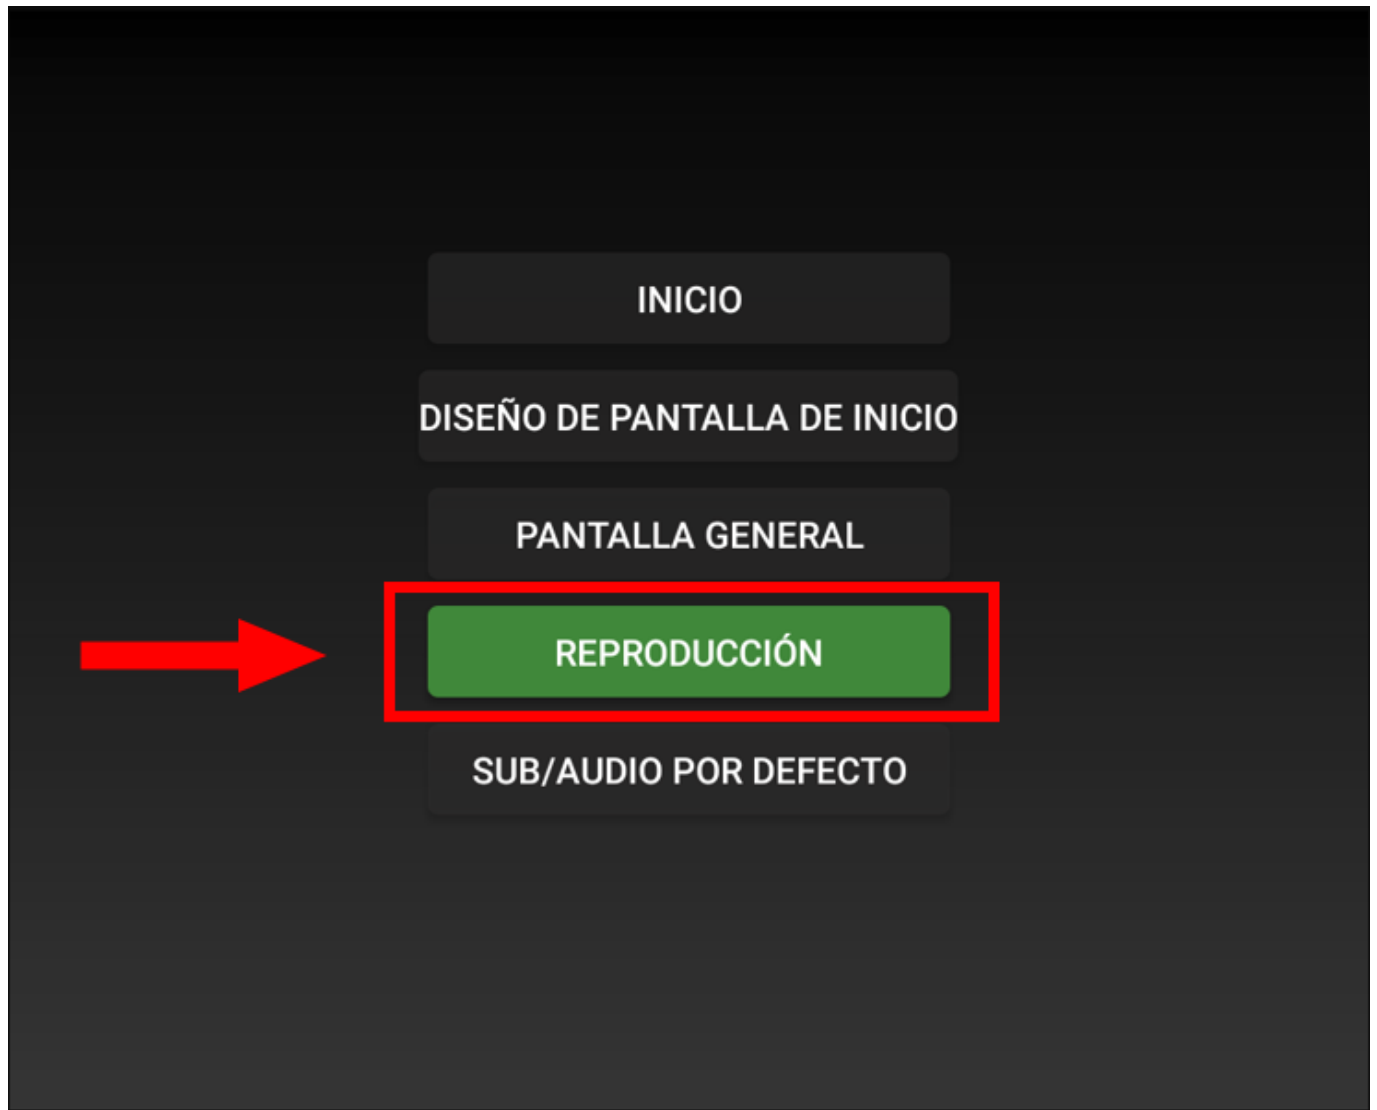 INICIO
DISEÑO DE PANTALLA DE INICIO
PANTALLA GENERAL
REPRODUCCIÓN
SUB/AUDIO POR DEFECTO